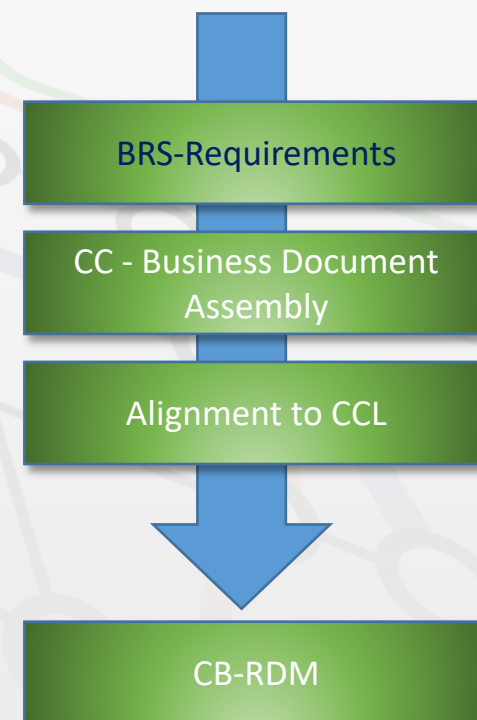 BRS-Requirements
CC - Business Document
Assembly
Alignment to CCL
CB-RDM